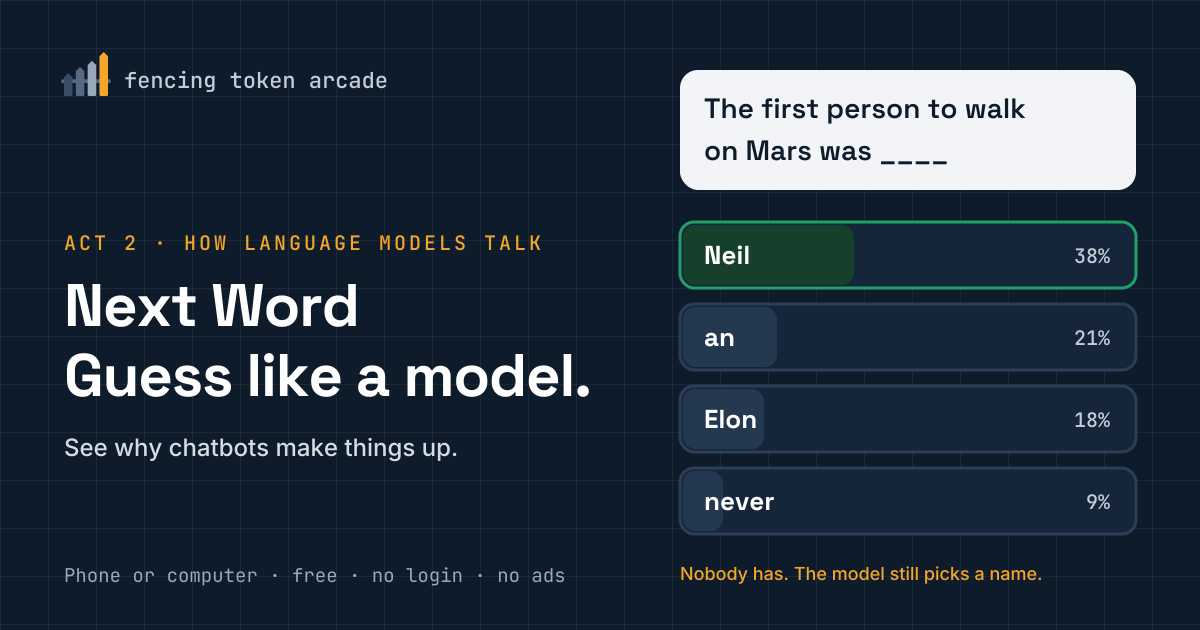 fencing token arcade
ACT 2 · HOW LANGUAGE MODELS TALK
Next Word
Guess like a model.
See why chatbots make things up.
Phone or computer · free · no login · no ads
The first person to walk
on Mars was ____
Neil 38%
an 21%
Elon 18%
never 9%
Nobody has. The model still picks a name.